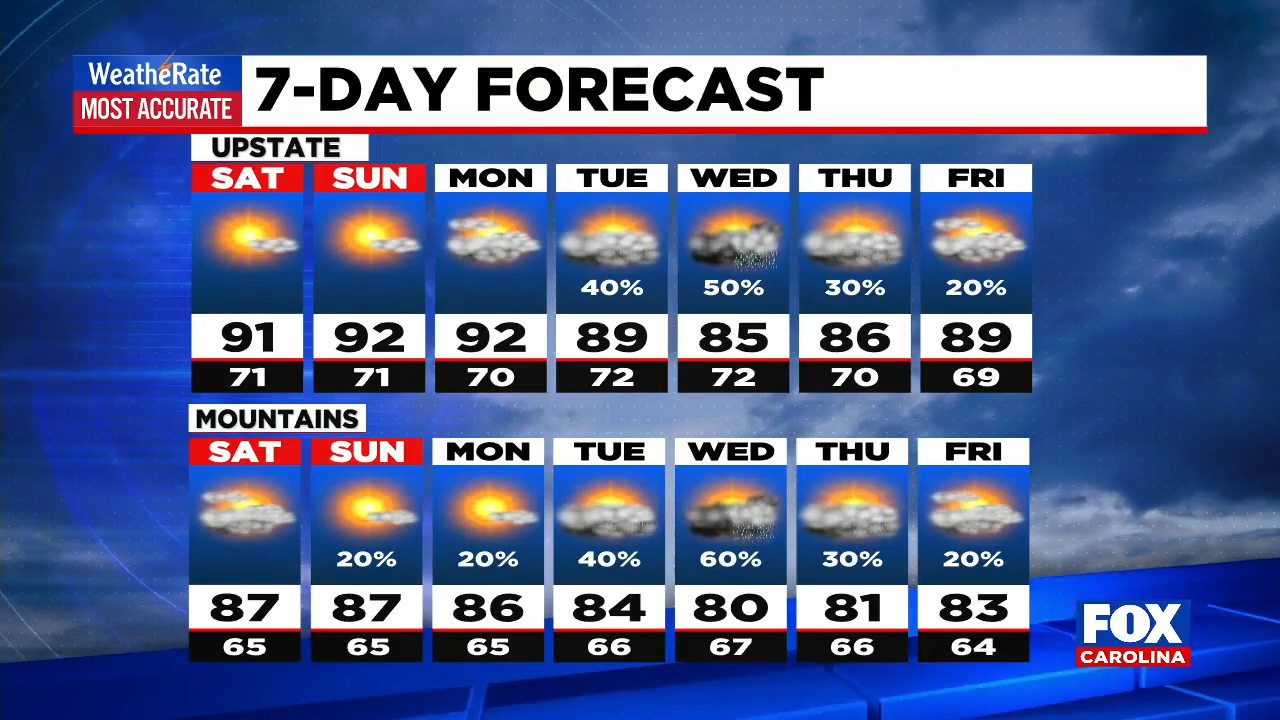 WeatheRate
MOST ACCURATE
7-DAY FORECAST
UPSTATE
SAT SUN MON TUE WED THU FRI
40% 50% 30% 20%
91 92 92 89 85 86 89
71 71 70 72 72 70 69
MOUNTAINS
SAT SUN MON TUE WED THU FRI
20% 20% 40% 60% 30% 20%
87 87 86 84 80 81 83
65 65 65 66 67 66 64
FOX
CAROLINA